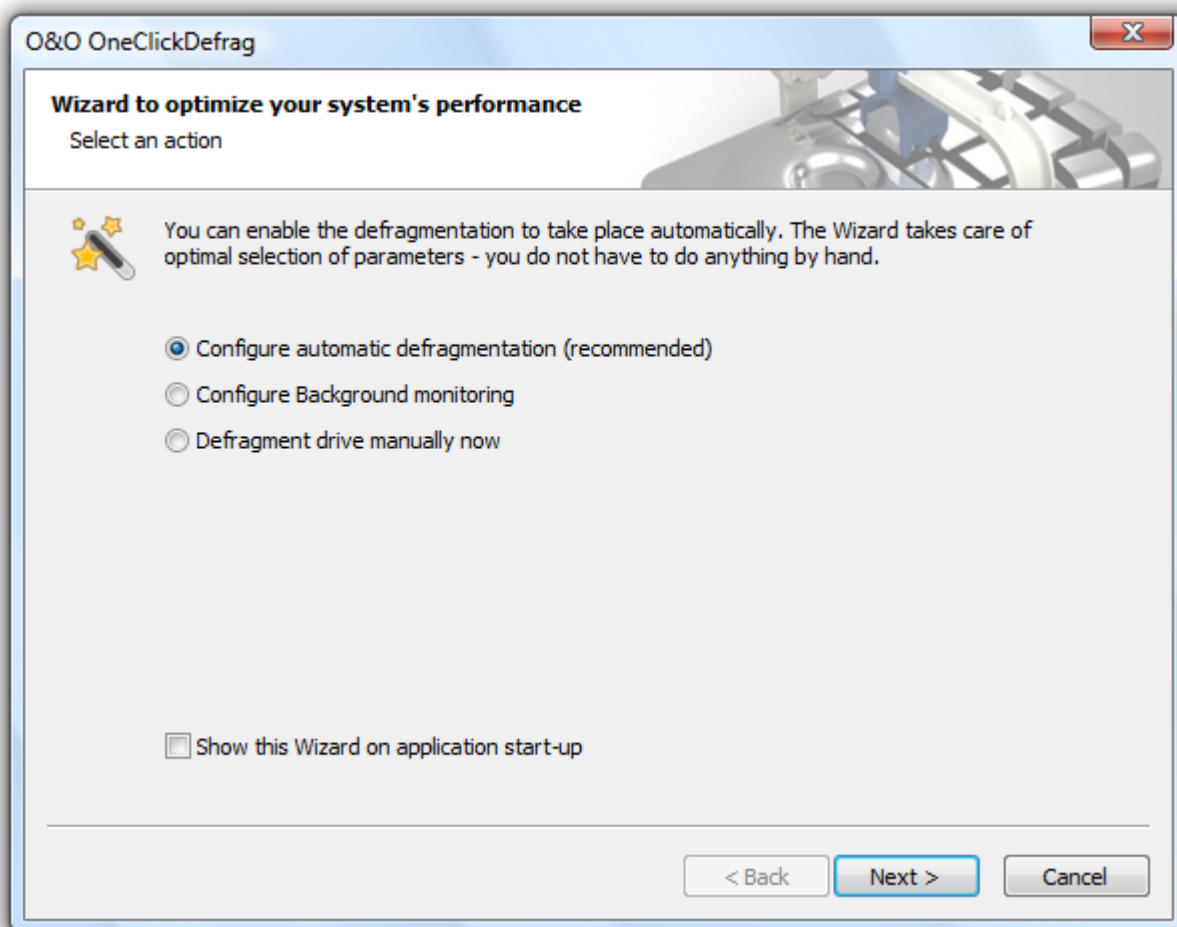 O&O OneClickDefrag
Wizard to optimize your system's performance
Select an action
You can enable the defragmentation to take place automatically. The Wizard takes care of
optimal selection of parameters - you do not have to do anything by hand.
Configure automatic defragmentation (recommended)
Configure Background monitoring
Defragment drive manually now
Show this Wizard on application start-up
< Back Next > Cancel